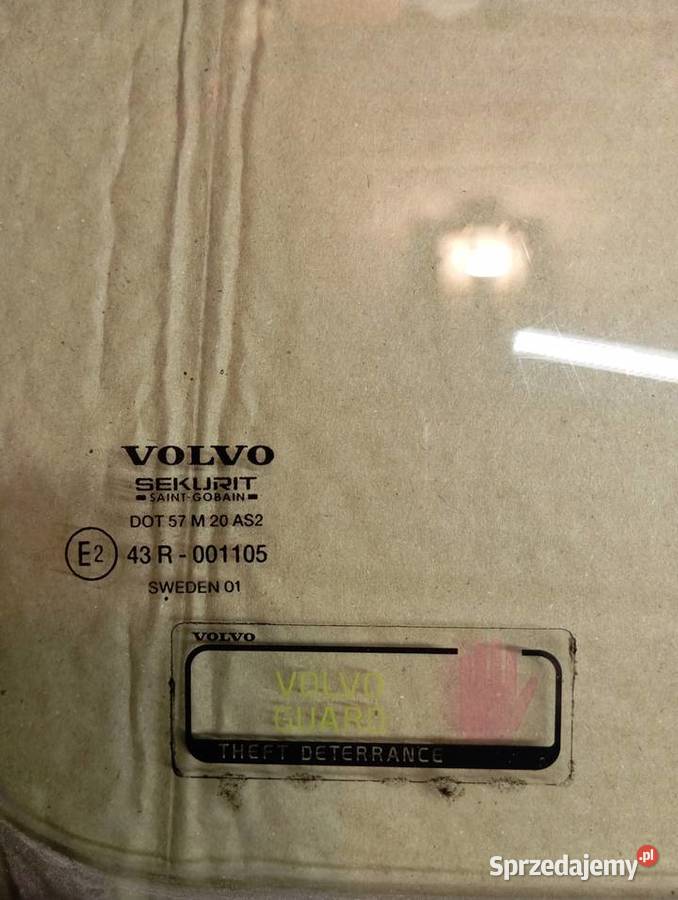 VOLVO
SEKURIT
SAINT-GOBAIN
DOT 57 M 20 AS2
E2 43 R - 001105
SWEDEN 01
VOLVO
VOLVO
GUARD
THEFT DETERRANCE
Sprzedajemy.pl